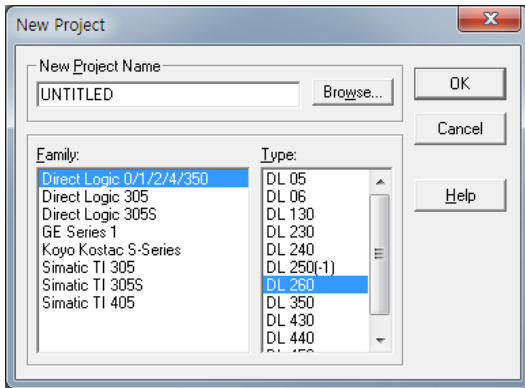 New Project
New Project Name
UNTITLED
Browse...
OK
Cancel
Help
Family:
Direct Logic 0/1/2/4/350
Direct Logic 305
Direct Logic 305S
GE Series 1
Koyo Kostac S-Series
Simatic TI 305
Simatic TI 305S
Simatic TI 405
Type:
DL 05
DL 06
DL 130
DL 230
DL 240
DL 250(-1)
DL 260
DL 350
DL 430
DL 440